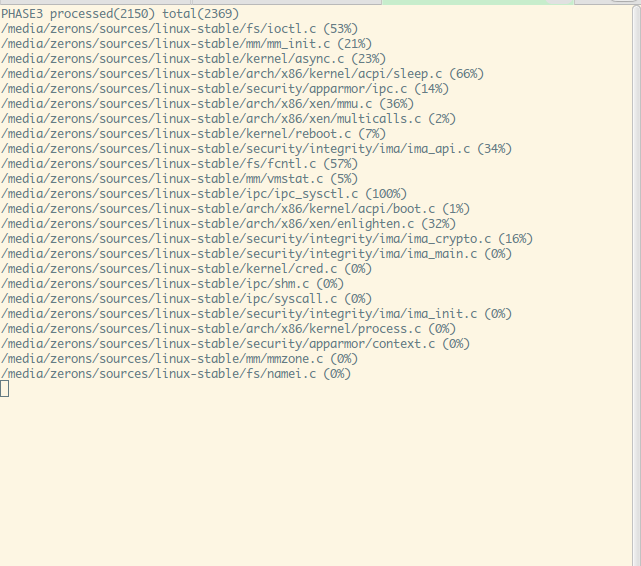 PHASE3 processed(2150) total(2369)
/media/zerons/sources/linux-stable/fs/ioctl.c (53%)
/media/zerons/sources/linux-stable/mm/mm_init.c (21%)
/media/zerons/sources/linux-stable/kernel/async.c (23%)
/media/zerons/sources/linux-stable/arch/x86/kernel/acpi/sleep.c (66%)
/media/zerons/sources/linux-stable/security/apparmor/ipc.c (14%)
/media/zerons/sources/linux-stable/arch/x86/xen/mmu.c (36%)
/media/zerons/sources/linux-stable/arch/x86/xen/multicalls.c (2%)
/media/zerons/sources/linux-stable/kernel/reboot.c (7%)
/media/zerons/sources/linux-stable/security/integrity/ima/ima_api.c (34%)
/media/zerons/sources/linux-stable/fs/fcntl.c (57%)
/media/zerons/sources/linux-stable/mm/vmstat.c (5%)
/media/zerons/sources/linux-stable/ipc/ipc_sysctl.c (100%)
/media/zerons/sources/linux-stable/arch/x86/kernel/acpi/boot.c (1%)
/media/zerons/sources/linux-stable/arch/x86/xen/enlighten.c (32%)
/media/zerons/sources/linux-stable/security/integrity/ima/ima_crypto.c (16%)
/media/zerons/sources/linux-stable/security/integrity/ima/ima_main.c (0%)
/media/zerons/sources/linux-stable/kernel/cred.c (0%)
/media/zerons/sources/linux-stable/ipc/shm.c (0%)
/media/zerons/sources/linux-stable/ipc/syscall.c (0%)
/media/zerons/sources/linux-stable/security/integrity/ima/ima_init.c (0%)
/media/zerons/sources/linux-stable/arch/x86/kernel/process.c (0%)
/media/zerons/sources/linux-stable/security/apparmor/context.c (0%)
/media/zerons/sources/linux-stable/mm/mmzone.c (0%)
/media/zerons/sources/linux-stable/fs/namei.c (0%)